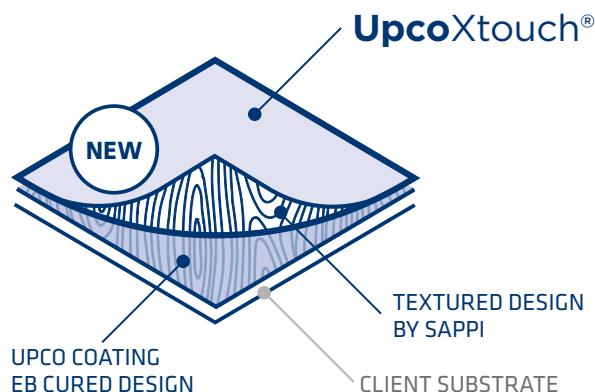 UpcoXtouch®
NEW
TEXTURED DESIGN
BY SAPPI
UPCO COATING
EB CURED DESIGN
CLIENT SUBSTRATE